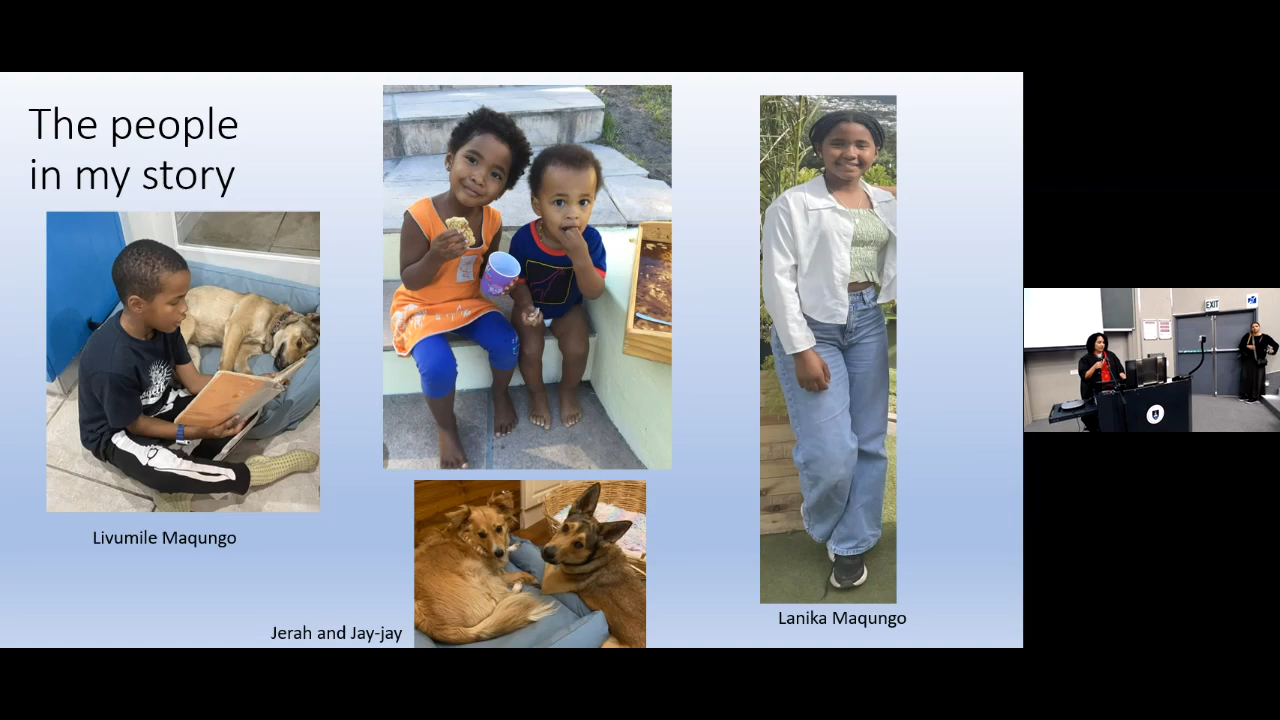 The people
in my story
Livumile Maqungo
Jerah and Jay-jay
Lanika Maqungo
EXIT